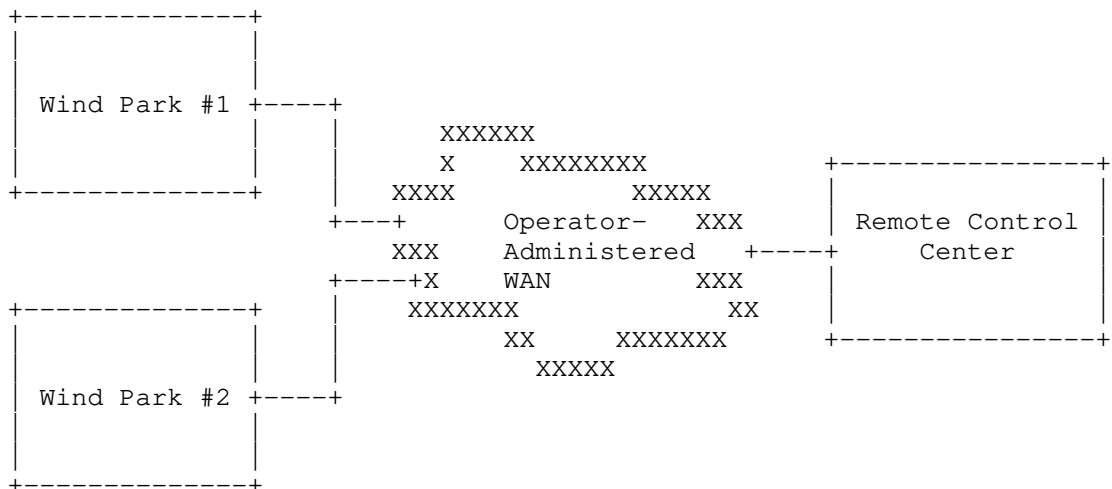 Wind Park #1
Operator-
Administered
WAN
Remote Control
Center
Wind Park #2